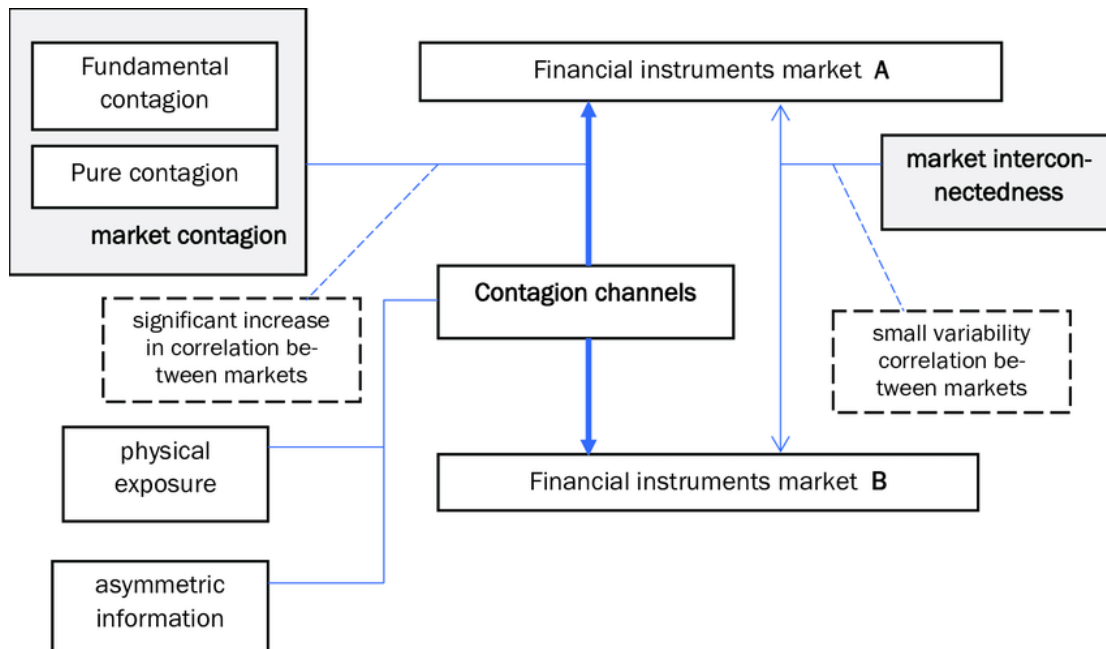 Fundamental
contagion
Pure contagion
market contagion
Financial instruments market A
market intercon-
nectedness
Contagion channels
significant increase
in correlation be-
tween markets
small variability
correlation be-
tween markets
physical
exposure
Financial instruments market B
asymmetric
information